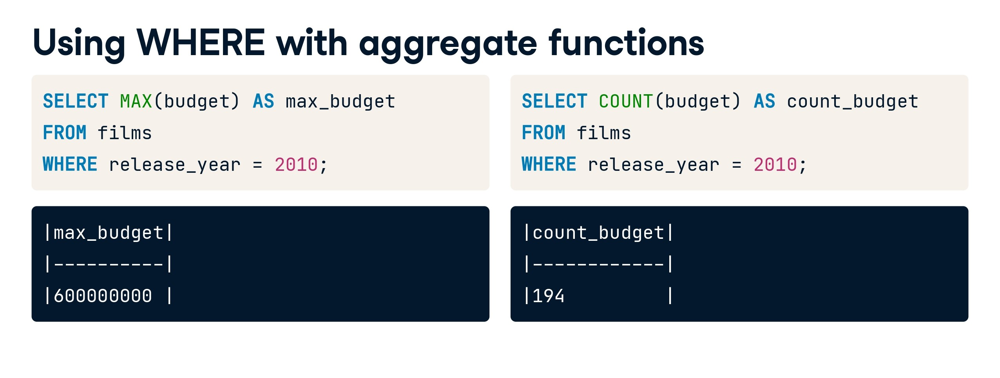 Using WHERE with aggregate functions
SELECT MAX(budget) AS max_budget
FROM films
WHERE release_year = 2010;
|max_budget|
|----------|
|600000000 |
SELECT COUNT(budget) AS count_budget
FROM films
WHERE release_year = 2010;
|count_budget|
|------------|
|194         |